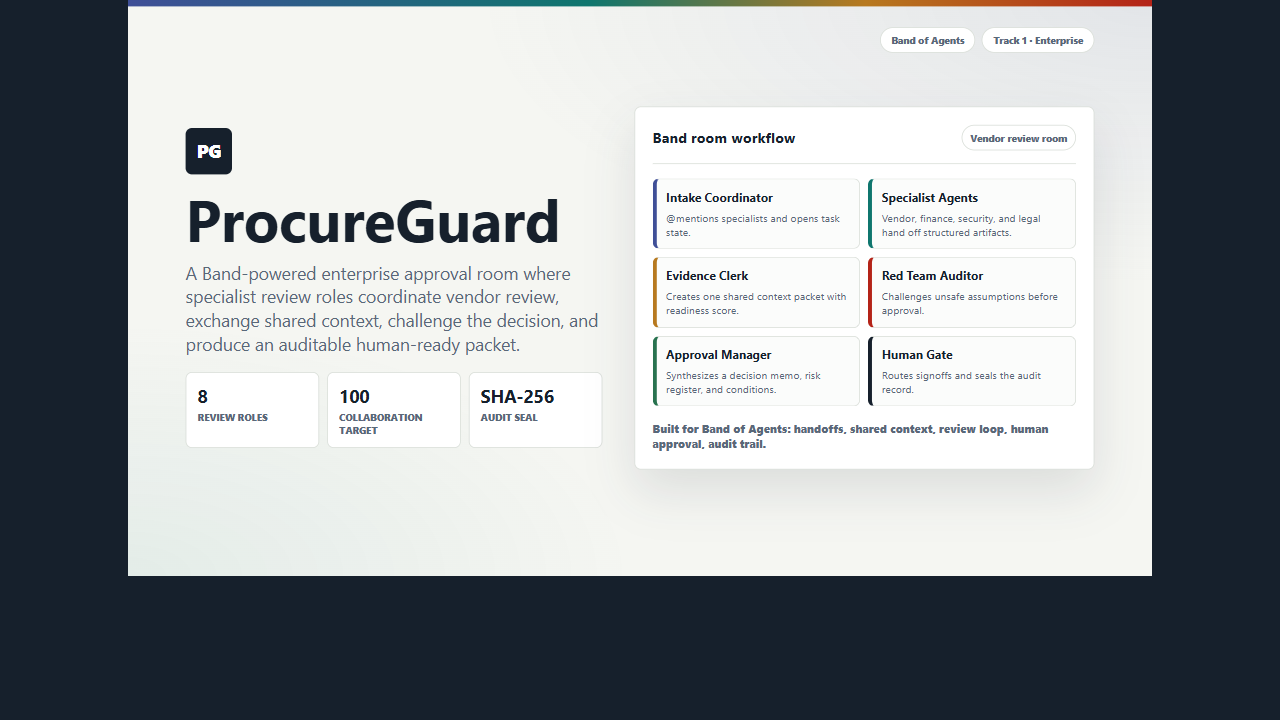 Band of Agents
Track 1 · Enterprise
PG
ProcureGuard
A Band-powered enterprise approval room where
specialist review roles coordinate vendor review,
exchange shared context, challenge the decision, and
produce an auditable human-ready packet.
8
REVIEW ROLES
100
COLLABORATION
TARGET
SHA-256
AUDIT SEAL
Band room workflow
Vendor review room
Intake Coordinator
@mentions specialists and opens task
state.
Specialist Agents
Vendor, finance, security, and legal
hand off structured artifacts.
Evidence Clerk
Creates one shared context packet with
readiness score.
Red Team Auditor
Challenges unsafe assumptions before
approval.
Approval Manager
Synthesizes a decision memo, risk
register, and conditions.
Human Gate
Routes signoffs and seals the audit
record.
Built for Band of Agents: handoffs, shared context, review loop, human
approval, audit trail.